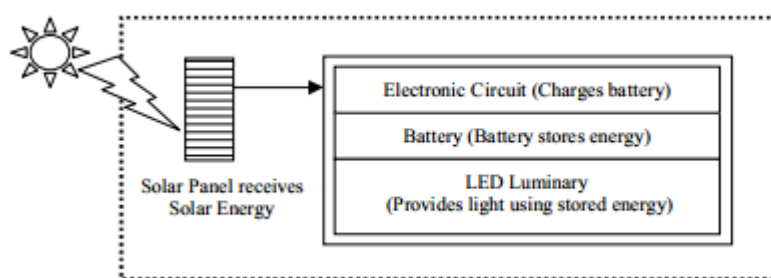 Electronic Circuit (Charges battery)
Battery (Battery stores energy)
LED Luminary
(Provides light using stored energy)
Solar Panel receives
Solar Energy